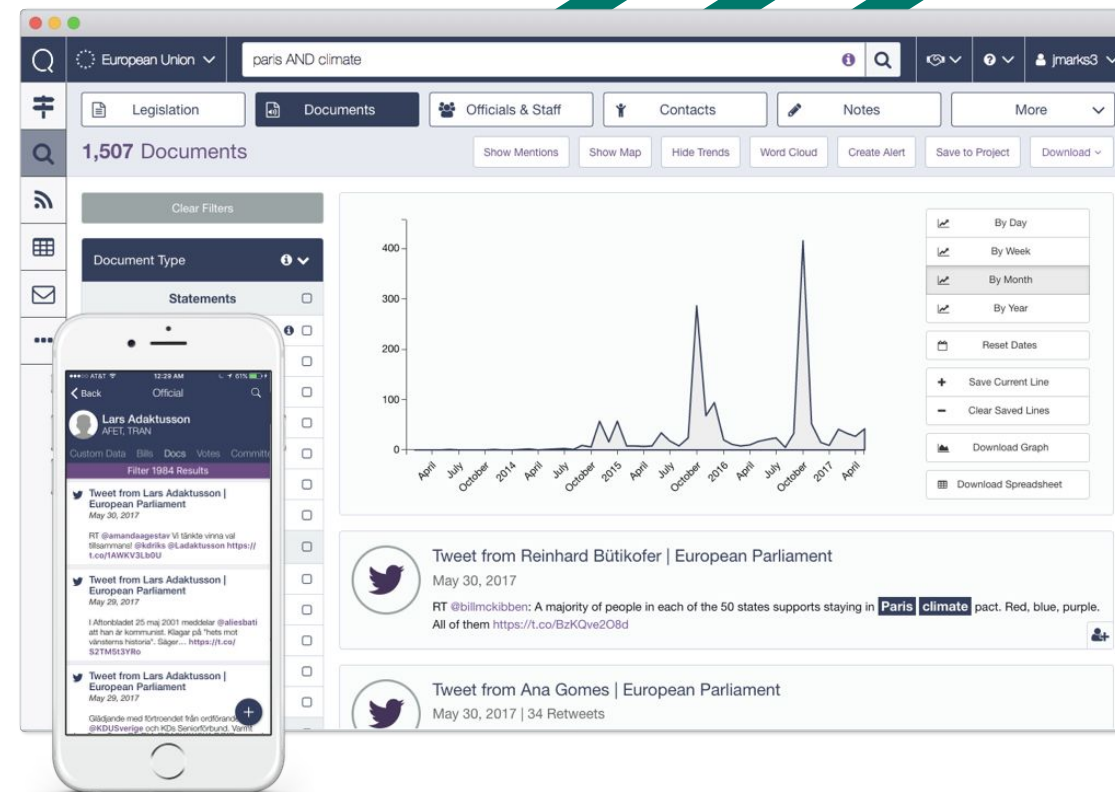 European Union
paris AND climate
jmarks3
Legislation
Documents
Officials & Staff
Contacts
Notes
More
1,507 Documents
Show Mentions
Show Map
Hide Trends
Word Cloud
Create Alert
Save to Project
Download
Clear Filters
Document Type
Statements
400
300
200
100
0
April
July
October
2014
April
July
October
2015
April
July
October
2016
April
July
October
2017
April
By Day
By Week
By Month
By Year
Reset Dates
Save Current Line
Clear Saved Lines
Download Graph
Download Spreadsheet
Tweet from Reinhard Bütikofer | European Parliament
May 30, 2017
RT @billmckibben: A majority of people in each of the 50 states supports staying in Paris climate pact. Red, blue, purple.
All of them https://t.co/BzKQve2O8d
Tweet from Ana Gomes | European Parliament
May 30, 2017 | 34 Retweets
AT&T 12:29 AM 61%
Back
Official
Lars Adaktusson
AFET, TRAN
Custom Data Bills Docs Votes Committe
Filter 1984 Results
Tweet from Lars Adaktusson |
European Parliament
May 30, 2017
RT @amandaagestav Vi tänkte vinna val
tillsammans! @kdriks @Ladaktusson https://
t.co/1AWKV3Lb0U
Tweet from Lars Adaktusson |
European Parliament
May 29, 2017
I Aftonbladet 25 maj 2001 meddelar @aliesbati
att han är kommunist. Klagar på "hets mot
vänsterns historia". Säger... https://t.co/
S2TM5t3YRo
Tweet from Lars Adaktusson |
European Parliament
May 29, 2017
Glädjande med förtroendet från ordförande
@KDUSverige och KDs Seniorförbund. Varmt